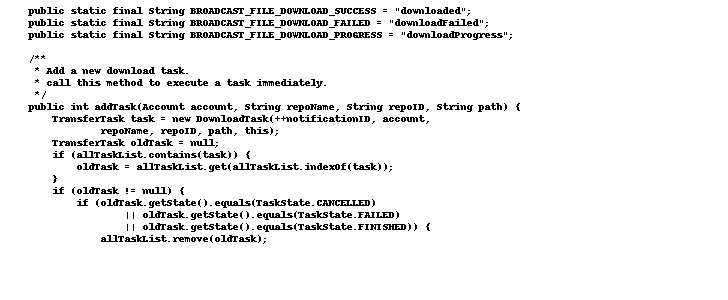 public static final String BROADCAST_FILE_DOWNLOAD_SUCCESS = "downloaded";
public static final String BROADCAST_FILE_DOWNLOAD_FAILED = "downloadFailed";
public static final String BROADCAST_FILE_DOWNLOAD_PROGRESS = "downloadProgress";

/**
 * Add a new download task.
 * call this method to execute a task immediately.
 */
public int addTask(Account account, String repoName, String repoID, String path) {
    TransferTask task = new DownloadTask(++notificationID, account,
            repoName, repoID, path, this);
    TransferTask oldTask = null;
    if (allTaskList.contains(task)) {
        oldTask = allTaskList.get(allTaskList.indexOf(task));
    }
    if (oldTask != null) {
        if (oldTask.getState().equals(TaskState.CANCELLED)
                || oldTask.getState().equals(TaskState.FAILED)
                || oldTask.getState().equals(TaskState.FINISHED)) {
            allTaskList.remove(oldTask);